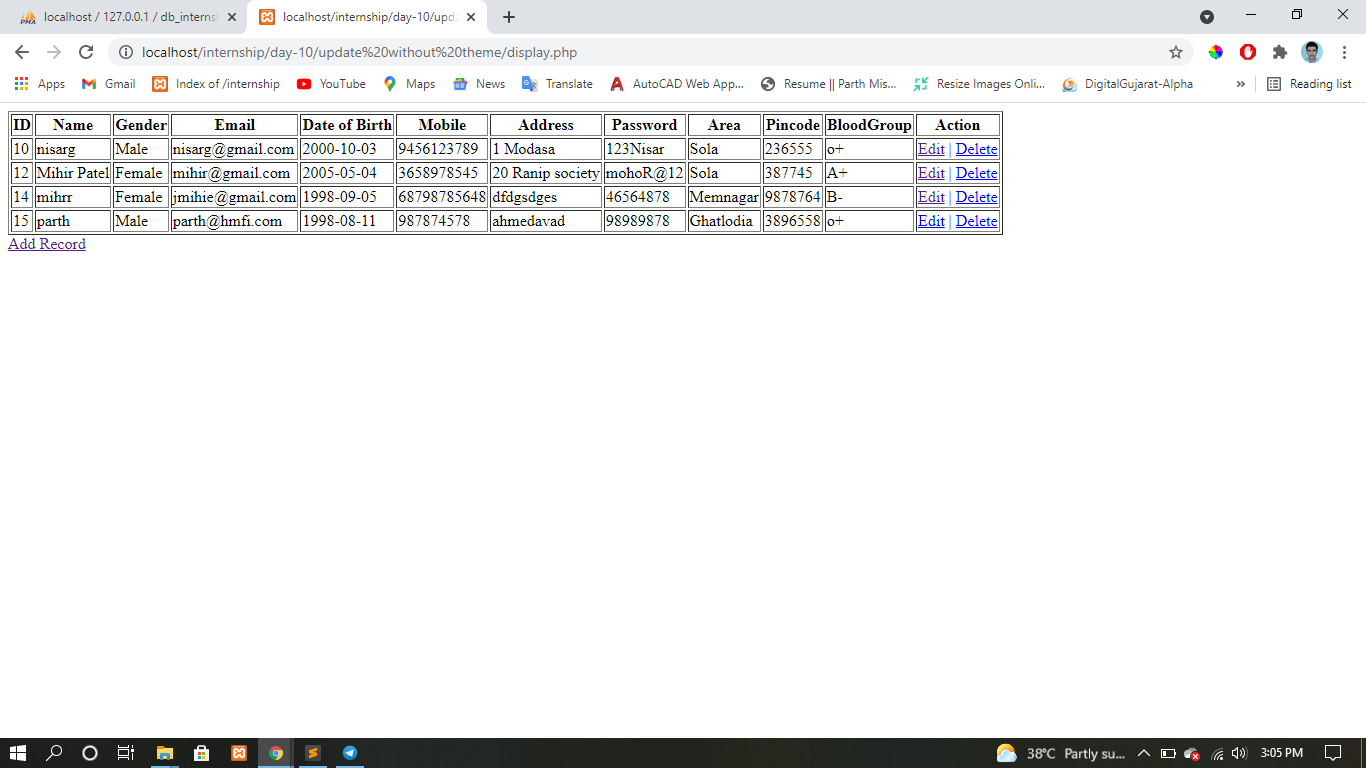 localhost / 127.0.0.1 / db_interns
localhost/internship/day-10/upda
localhost/internship/day-10/update%20without%20theme/display.php
Apps Gmail Index of /internship YouTube Maps News Translate AutoCAD Web App... Resume || Parth Mis... Resize Images Onli... DigitalGujarat-Alpha » Reading list
ID Name Gender Email Date of Birth Mobile Address Password Area Pincode BloodGroup Action
10 nisarg Male nisarg@gmail.com 2000-10-03 9456123789 1 Modasa 123Nisar Sola 236555 o+ Edit | Delete
12 Mihir Patel Female mihir@gmail.com 2005-05-04 3658978545 20 Ranip society mohoR@12 Sola 387745 A+ Edit | Delete
14 mihrr Female jmihie@gmail.com 1998-09-05 68798785648 dfdgsdges 46564878 Memnagar 9878764 B- Edit | Delete
15 parth Male parth@hmfi.com 1998-08-11 987874578 ahmedavad 98989878 Ghatlodia 3896558 o+ Edit | Delete
Add Record
38°C Partly su... 3:05 PM